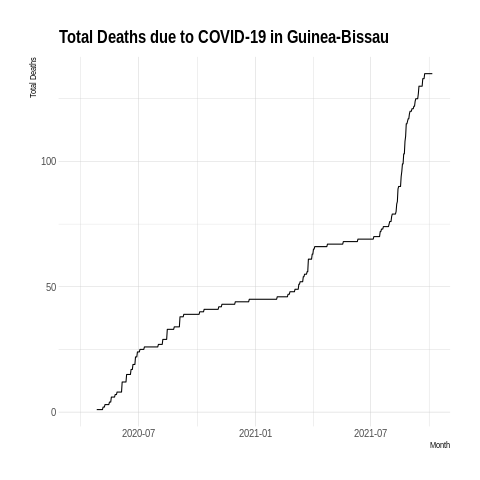 Total Deaths due to COVID-19 in Guinea-Bissau
Total Deaths
100
50
0
2020-07 2021-01 2021-07
Month